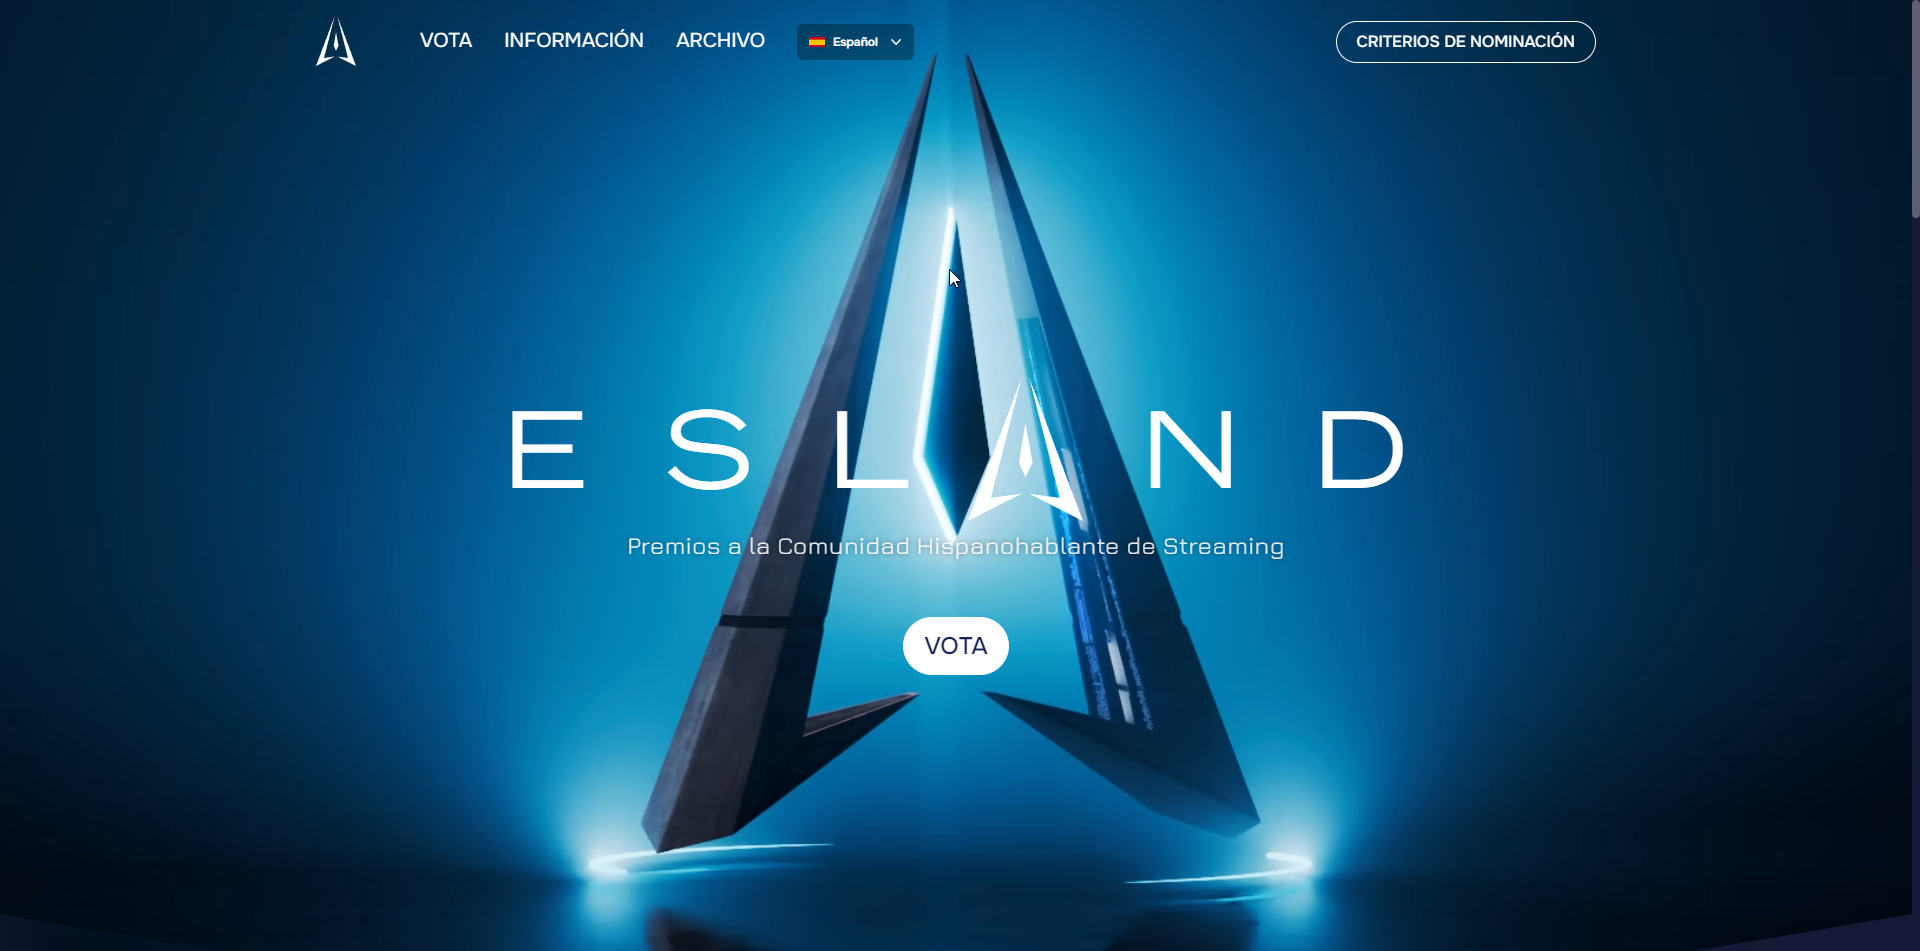 VOTA INFORMACIÓN ARCHIVO Español CRITERIOS DE NOMINACIÓN
ESLAND
Premios a la Comunidad Hispanohablante de Streaming
VOTA